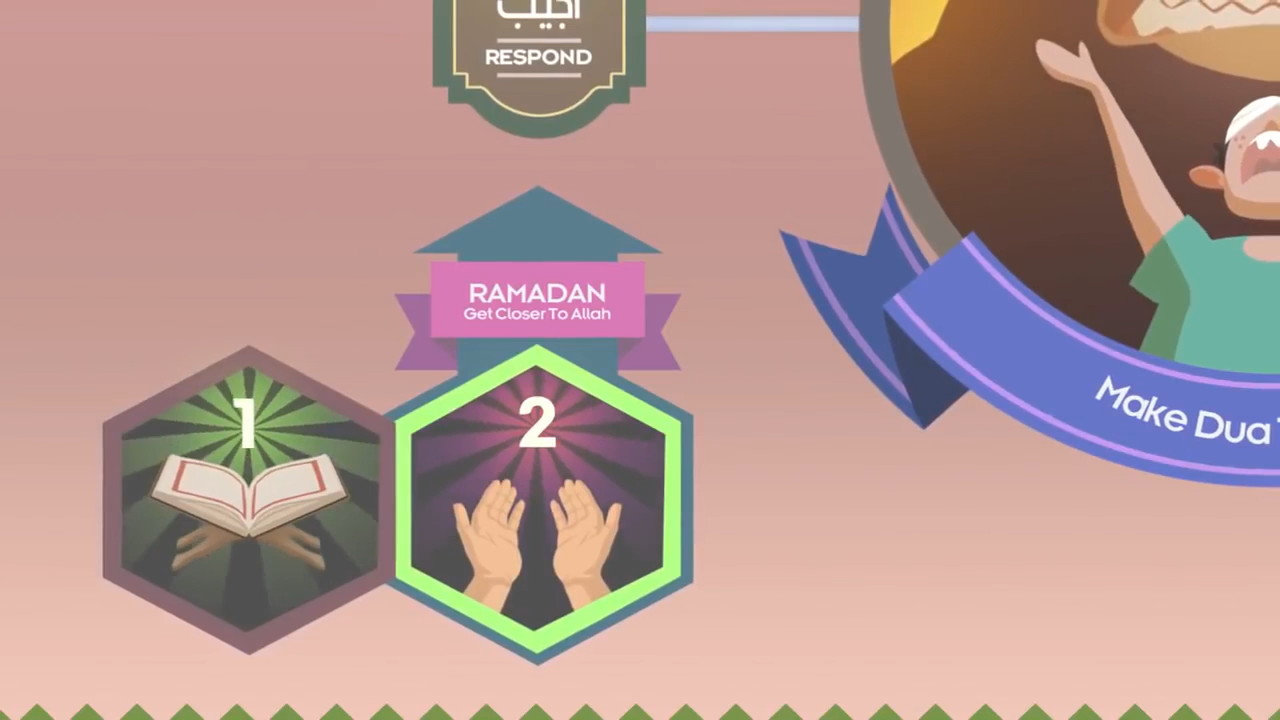 أجيب
RESPOND
RAMADAN
Get Closer To Allah
1
2
Make Dua